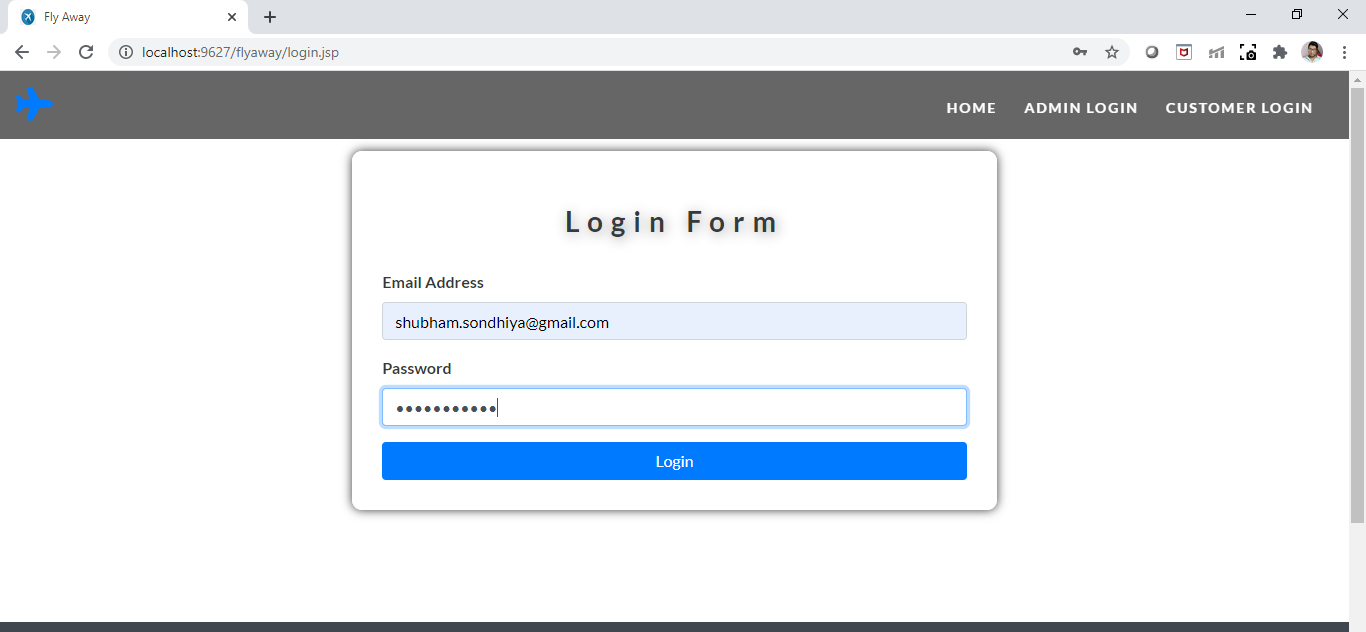 Fly Away
localhost:9627/flyaway/login.jsp
HOME ADMIN LOGIN CUSTOMER LOGIN
Login Form
Email Address
shubham.sondhiya@gmail.com
Password
•••••••••••
Login